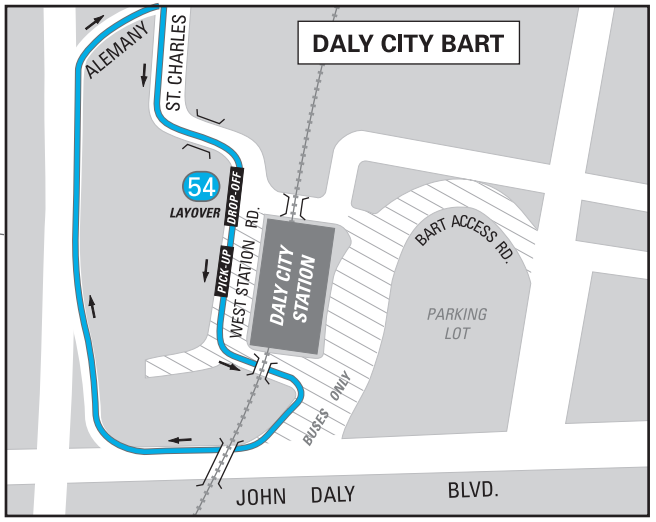 DALY CITY BART
ALEMANY
ST. CHARLES
54
LAYOVER
DROP-OFF
PICK-UP
WEST STATION RD.
DALY CITY
STATION
BART ACCESS RD.
PARKING
LOT
BUSES ONLY
JOHN DALY BLVD.